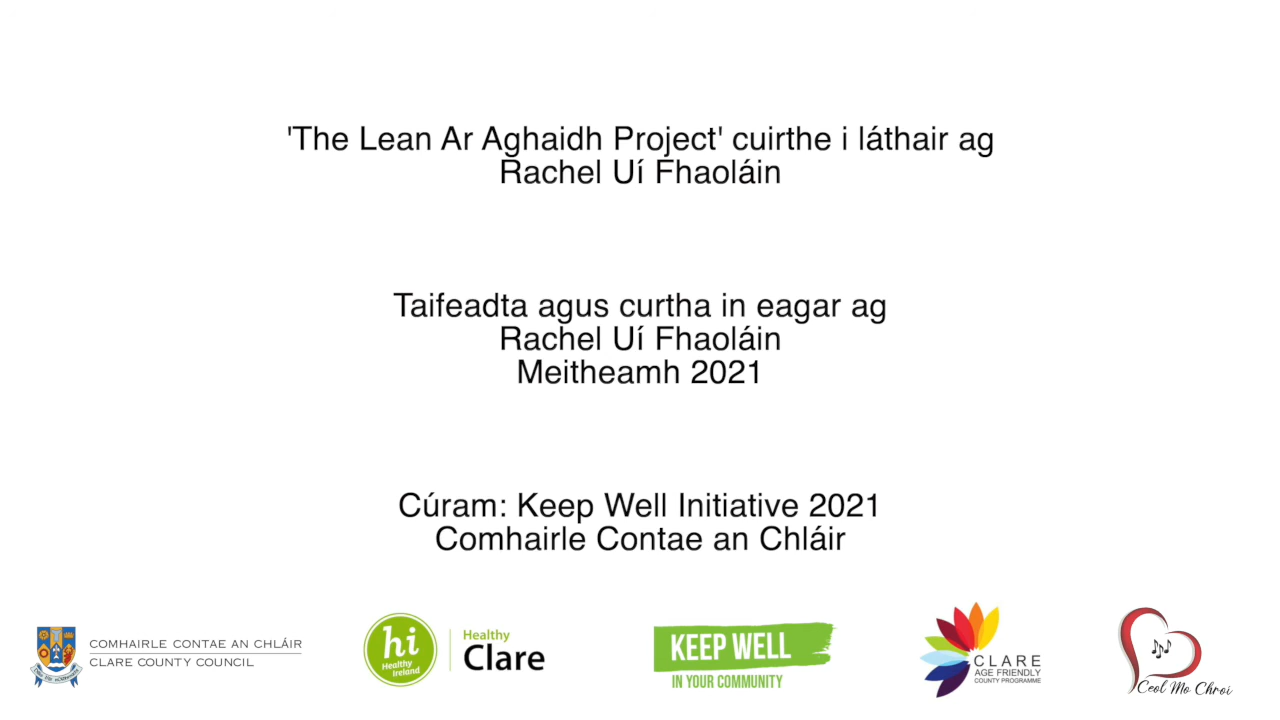 'The Lean Ar Aghaidh Project' cuirthe i láthair ag
Rachel Uí Fhaoláin
Taifeadta agus curtha in eagar ag
Rachel Uí Fhaoláin
Meitheamh 2021
Cúram: Keep Well Initiative 2021
Comhairle Contae an Chláir
COMHAIRLE CONTAE AN CHLÁIR
CLARE COUNTY COUNCIL
hi
Healthy
Ireland
Healthy
Clare
KEEP WELL
IN YOUR COMMUNITY
CLARE
AGE FRIENDLY
COUNTY PROGRAMME
Ceol Mo Chroí